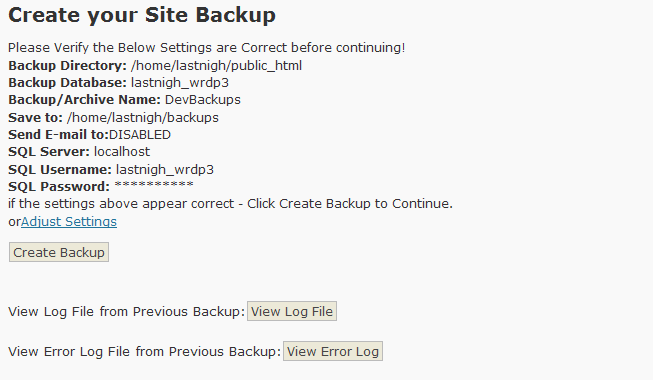 Create your Site Backup
Please Verify the Below Settings are Correct before continuing!
Backup Directory: /home/lastnigh/public_html
Backup Database: lastnigh_wrdp3
Backup/Archive Name: DevBackups
Save to: /home/lastnigh/backups
Send E-mail to:DISABLED
SQL Server: localhost
SQL Username: lastnigh_wrdp3
SQL Password: **********
if the settings above appear correct - Click Create Backup to Continue.
orAdjust Settings
Create Backup
View Log File from Previous Backup: View Log File
View Error Log File from Previous Backup: View Error Log